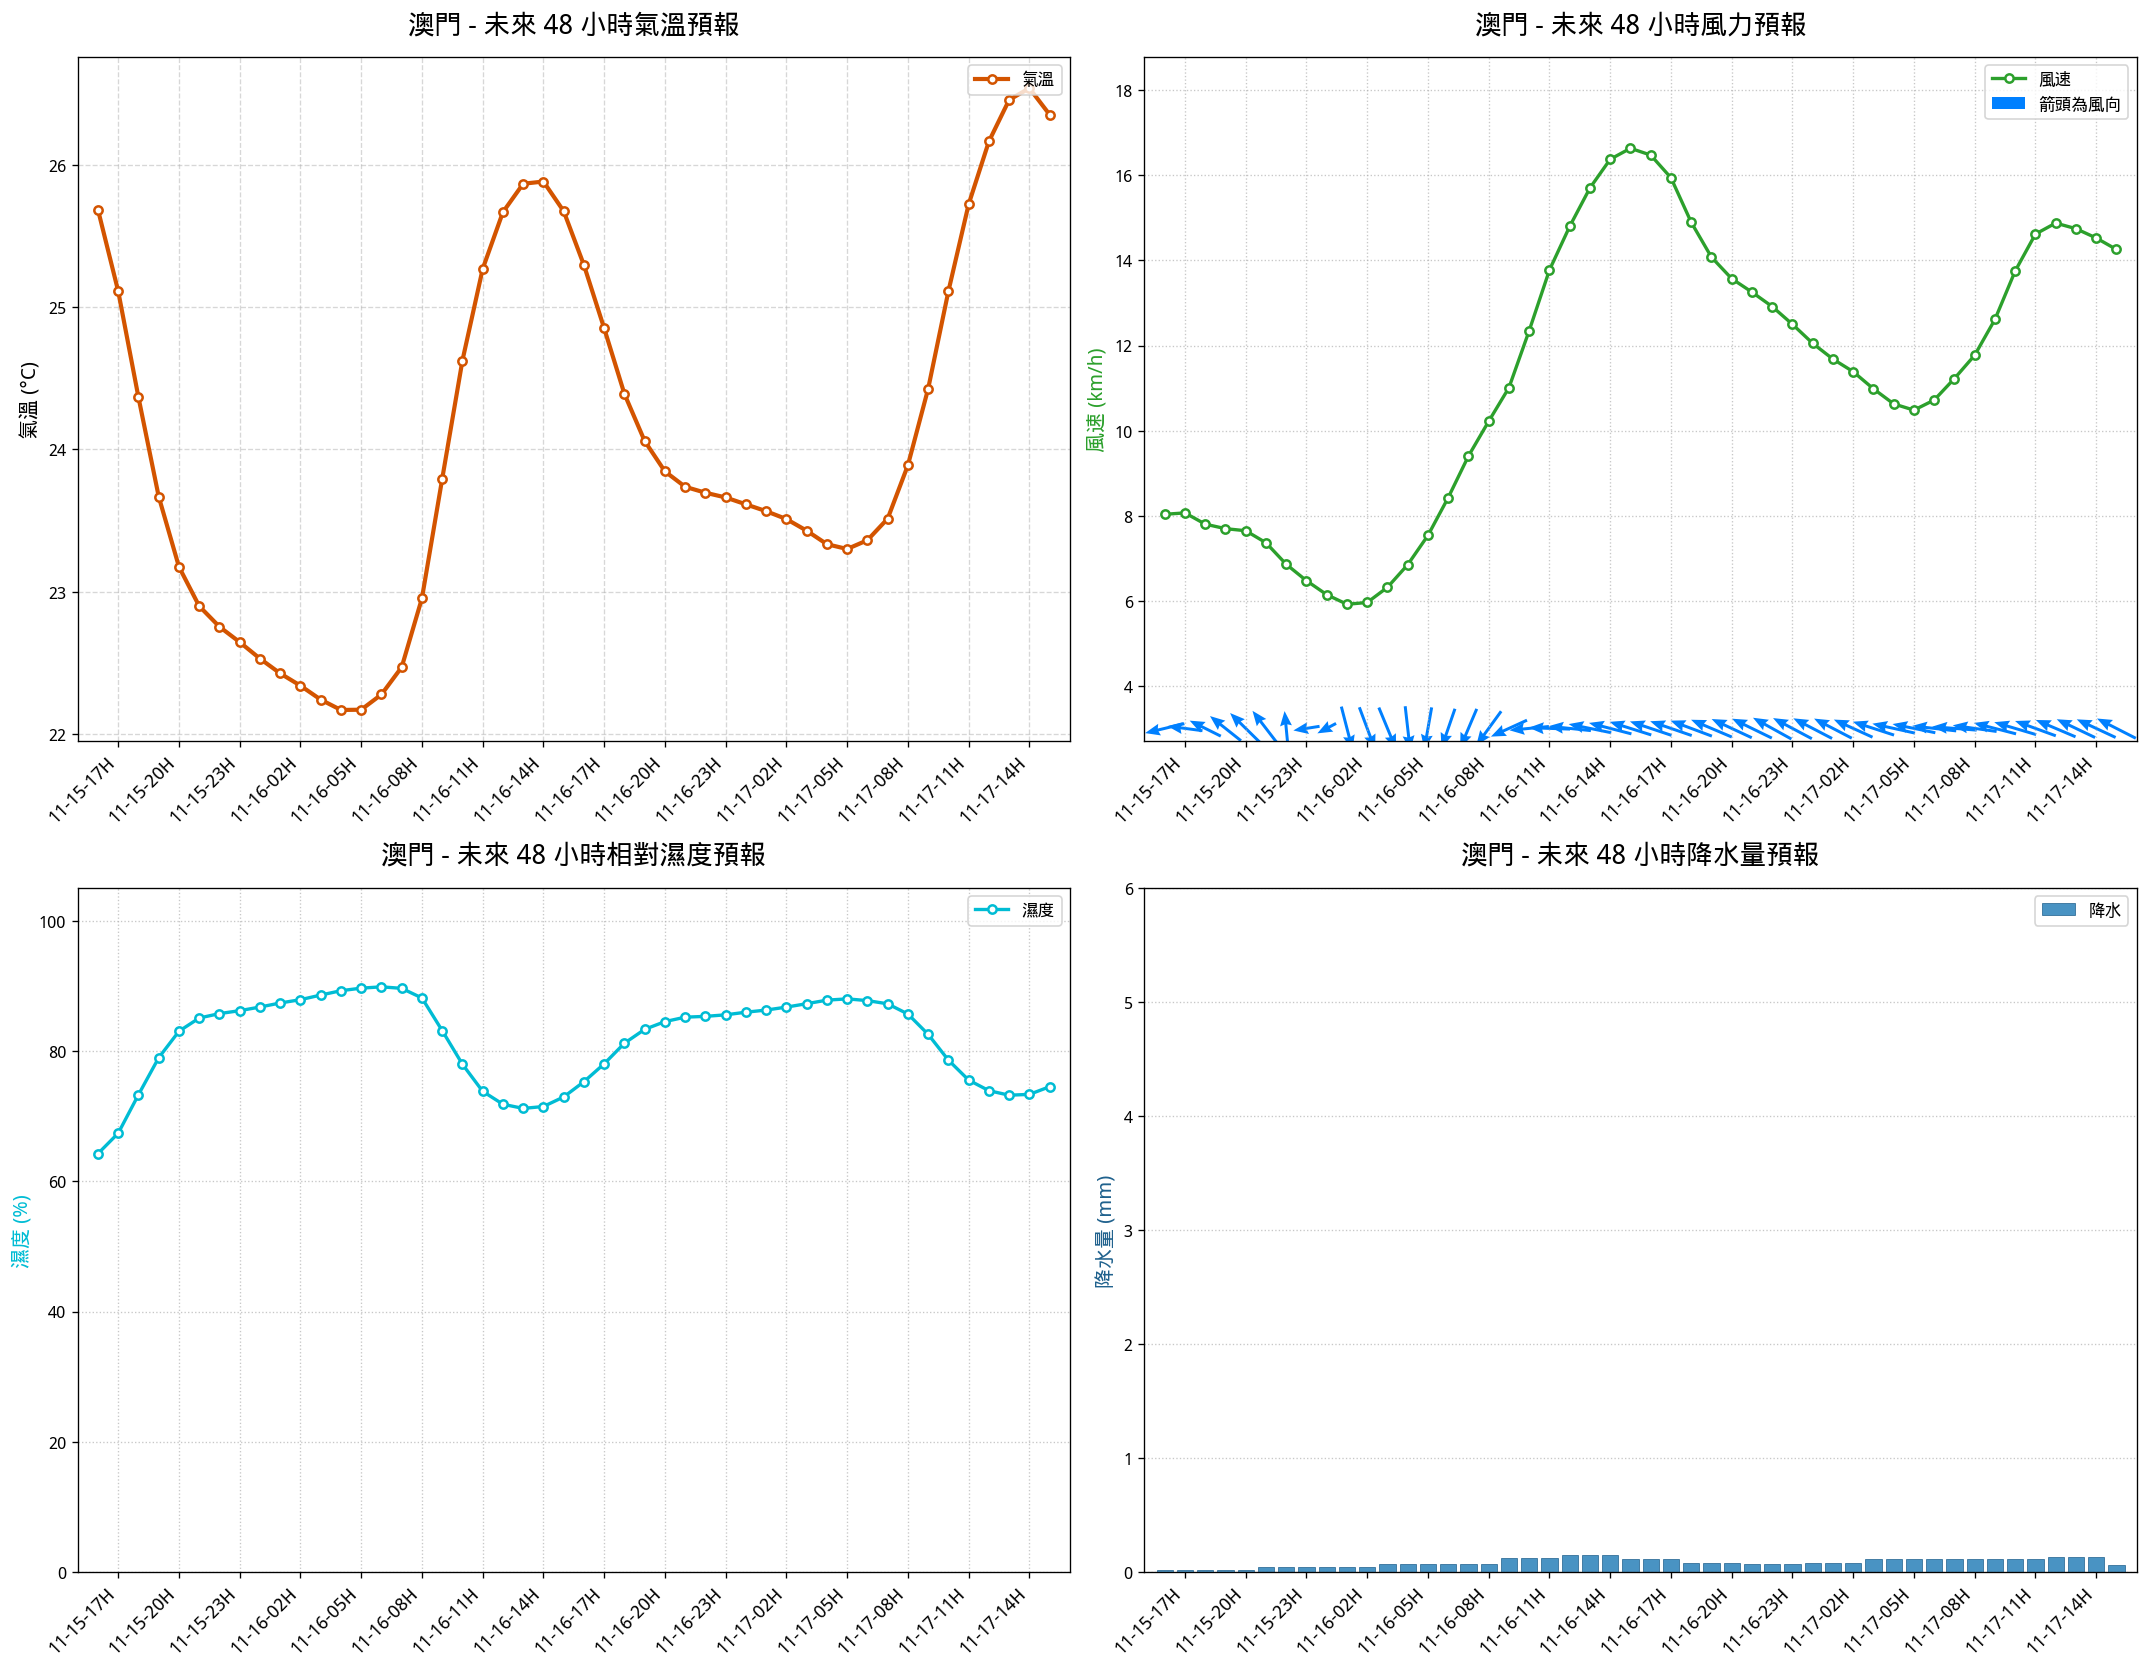 澳門 - 未來 48 小時氣溫預報
氣溫
氣溫 (°C)
26
25
24
23
22
11-15-17H
11-15-20H
11-15-23H
11-16-02H
11-16-05H
11-16-08H
11-16-11H
11-16-14H
11-16-17H
11-16-20H
11-16-23H
11-17-02H
11-17-05H
11-17-08H
11-17-11H
11-17-14H
澳門 - 未來 48 小時風力預報
風速
箭頭為風向
風速 (km/h)
18
16
14
12
10
8
6
4
11-15-17H
11-15-20H
11-15-23H
11-16-02H
11-16-05H
11-16-08H
11-16-11H
11-16-14H
11-16-17H
11-16-20H
11-16-23H
11-17-02H
11-17-05H
11-17-08H
11-17-11H
11-17-14H
澳門 - 未來 48 小時相對濕度預報
濕度
濕度 (%)
100
80
60
40
20
0
11-15-17H
11-15-20H
11-15-23H
11-16-02H
11-16-05H
11-16-08H
11-16-11H
11-16-14H
11-16-17H
11-16-20H
11-16-23H
11-17-02H
11-17-05H
11-17-08H
11-17-11H
11-17-14H
澳門 - 未來 48 小時降水量預報
降水
降水量 (mm)
6
5
4
3
2
1
0
11-15-17H
11-15-20H
11-15-23H
11-16-02H
11-16-05H
11-16-08H
11-16-11H
11-16-14H
11-16-17H
11-16-20H
11-16-23H
11-17-02H
11-17-05H
11-17-08H
11-17-11H
11-17-14H